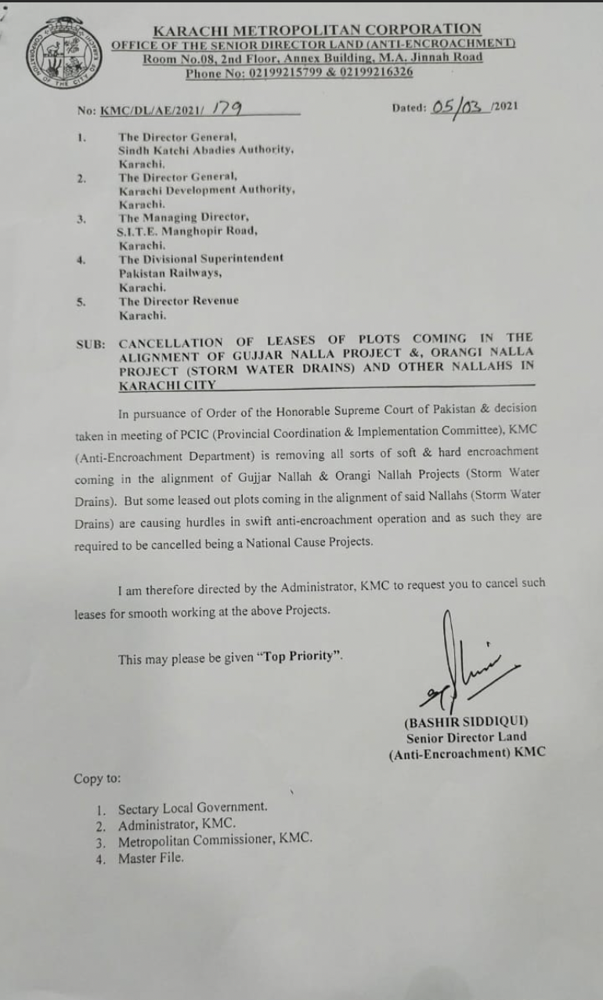 KARACHI METROPOLITAN CORPORATION
OFFICE OF THE SENIOR DIRECTOR LAND (ANTI-ENCROACHMENT)
Room No.08, 2nd Floor, Annex Building, M.A. Jinnah Road
Phone No: 02199215799 & 02199216326
CORPORATION OF THE CITY OF KARACHI
No: KMC/DL/AE/2021/ 179
Dated: 05/03 /2021
1. The Director General,
Sindh Katchi Abadies Authority,
Karachi.
2. The Director General,
Karachi Development Authority,
Karachi.
3. The Managing Director,
S.I.T.E. Manghopir Road,
Karachi.
4. The Divisional Superintendent
Pakistan Railways,
Karachi.
5. The Director Revenue
Karachi.
SUB: CANCELLATION OF LEASES OF PLOTS COMING IN THE
ALIGNMENT OF GUJJAR NALLA PROJECT &, ORANGI NALLA
PROJECT (STORM WATER DRAINS) AND OTHER NALLAHS IN
KARACHI CITY
In pursuance of Order of the Honorable Supreme Court of Pakistan & decision
taken in meeting of PCIC (Provincial Coordination & Implementation Committee), KMC
(Anti-Encroachment Department) is removing all sorts of soft & hard encroachment
coming in the alignment of Gujjar Nallah & Orangi Nallah Projects (Storm Water
Drains). But some leased out plots coming in the alignment of said Nallahs (Storm Water
Drains) are causing hurdles in swift anti-encroachment operation and as such they are
required to be cancelled being a National Cause Projects.
I am therefore directed by the Administrator, KMC to request you to cancel such
leases for smooth working at the above Projects.
This may please be given “Top Priority”.
(BASHIR SIDDIQUI)
Senior Director Land
(Anti-Encroachment) KMC
Copy to:
1. Sectary Local Government.
2. Administrator, KMC.
3. Metropolitan Commissioner, KMC.
4. Master File.